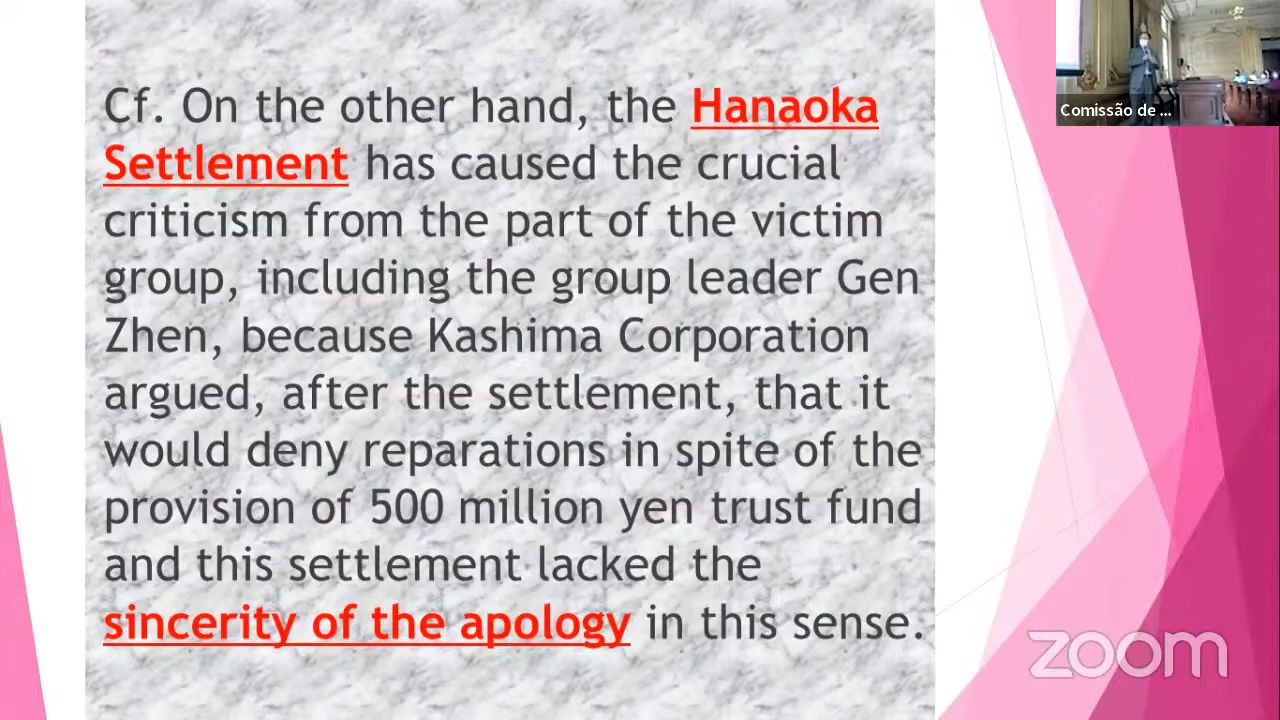 Cf. On the other hand, the Hanaoka
Settlement has caused the crucial
criticism from the part of the victim
group, including the group leader Gen
Zhen, because Kashima Corporation
argued, after the settlement, that it
would deny reparations in spite of the
provision of 500 million yen trust fund
and this settlement lacked the
sincerity of the apology in this sense.
Comissão de ...
zoom